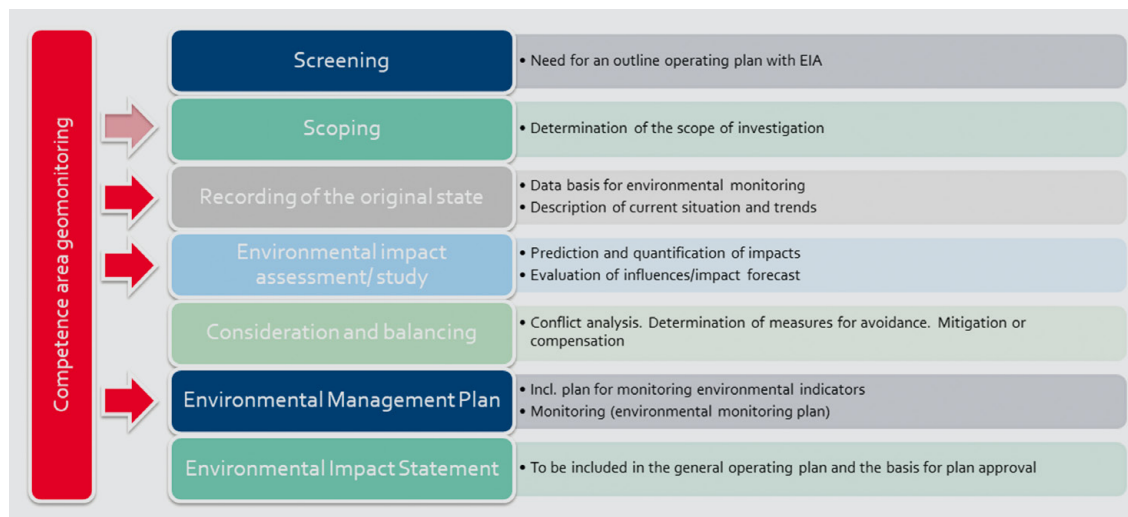 Competence area geomonitoring
Screening
• Need for an outline operating plan with EIA
Scoping
• Determination of the scope of investigation
Recording of the original state
• Data basis for environmental monitoring
• Description of current situation and trends
Environmental impact
assessment/ study
• Prediction and quantification of impacts
• Evaluation of influences/impact forecast
Consideration and balancing
• Conflict analysis. Determination of measures for avoidance. Mitigation or
compensation
Environmental Management Plan
• Incl. plan for monitoring environmental indicators
• Monitoring (environmental monitoring plan)
Environmental Impact Statement
• To be included in the general operating plan and the basis for plan approval